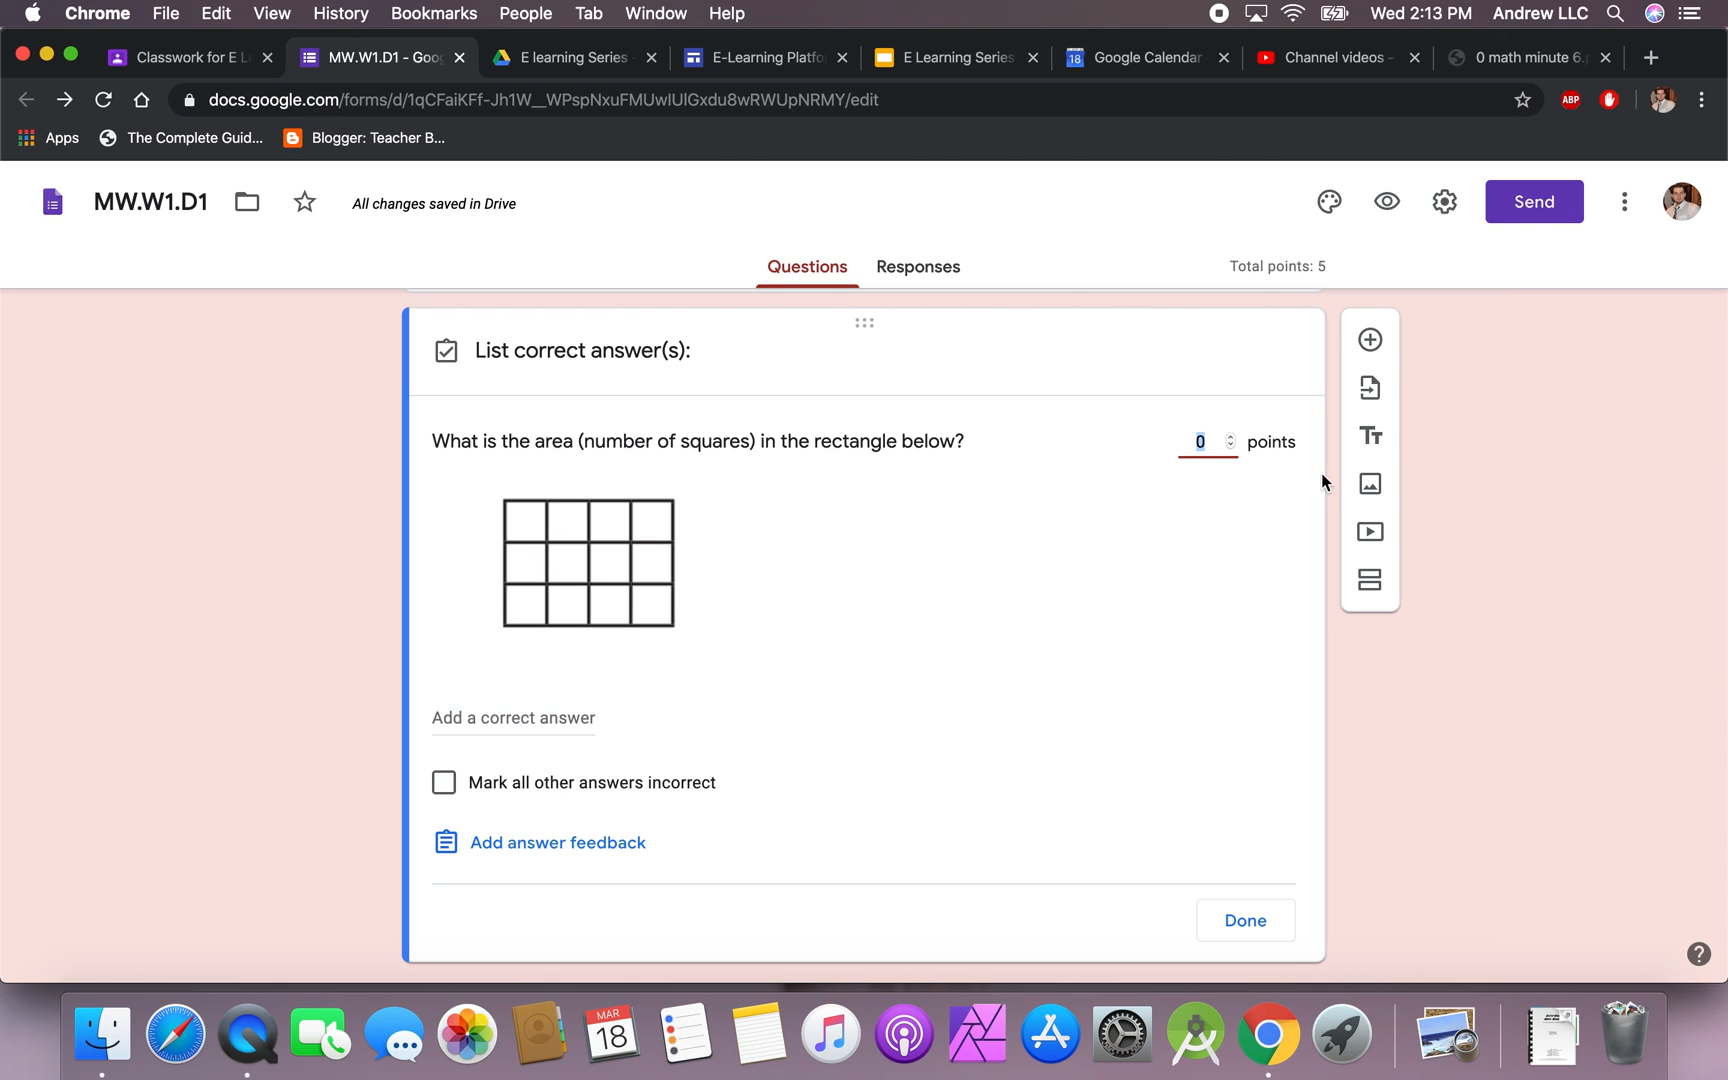 Chrome File Edit View History Bookmarks People Tab Window Help Wed 2:13 PM Andrew LLC
Classwork for E L MW.W1.D1 - Goo E learning Series - E-Learning Platfo E Learning Series 18 Google Calendar Channel videos - 0 math minute 6.p
docs.google.com/forms/d/1qCFaiKFf-Jh1W__WPspNxuFMUwIUlGxdu8wRWUpNRMY/edit ABP
Apps The Complete Guid... Blogger: Teacher B...
MW.W1.D1 All changes saved in Drive Send
Questions Responses Total points: 5
List correct answer(s):
What is the area (number of squares) in the rectangle below? 0 points
Tт
Add a correct answer
Mark all other answers incorrect
Add answer feedback
Done
?
MAR
18